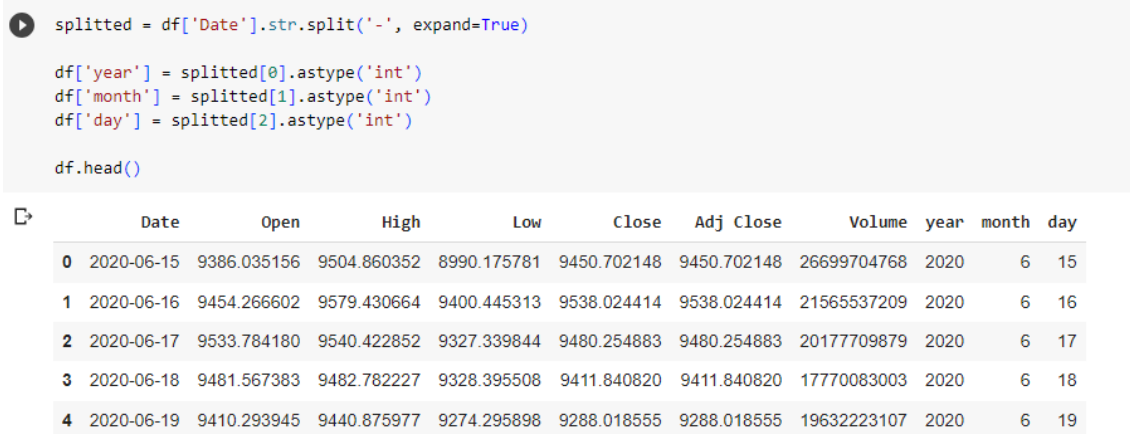 splitted = df['Date'].str.split('-', expand=True)
df['year'] = splitted[0].astype('int')
df['month'] = splitted[1].astype('int')
df['day'] = splitted[2].astype('int')
df.head()
Date Open High Low Close Adj Close Volume year month day
0 2020-06-15 9386.035156 9504.860352 8990.175781 9450.702148 9450.702148 26699704768 2020 6 15
1 2020-06-16 9454.266602 9579.430664 9400.445313 9538.024414 9538.024414 21565537209 2020 6 16
2 2020-06-17 9533.784180 9540.422852 9327.339844 9480.254883 9480.254883 20177709879 2020 6 17
3 2020-06-18 9481.567383 9482.782227 9328.395508 9411.840820 9411.840820 17770083003 2020 6 18
4 2020-06-19 9410.293945 9440.875977 9274.295898 9288.018555 9288.018555 19632223107 2020 6 19